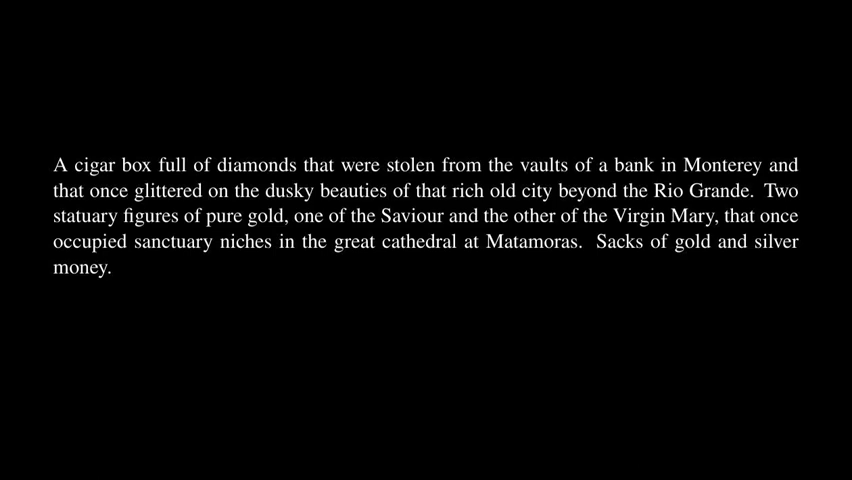 A cigar box full of diamonds that were stolen from the vaults of a bank in Monterey and
that once glittered on the dusky beauties of that rich old city beyond the Rio Grande. Two
statuary figures of pure gold, one of the Saviour and the other of the Virgin Mary, that once
occupied sanctuary niches in the great cathedral at Matamoras. Sacks of gold and silver
money.